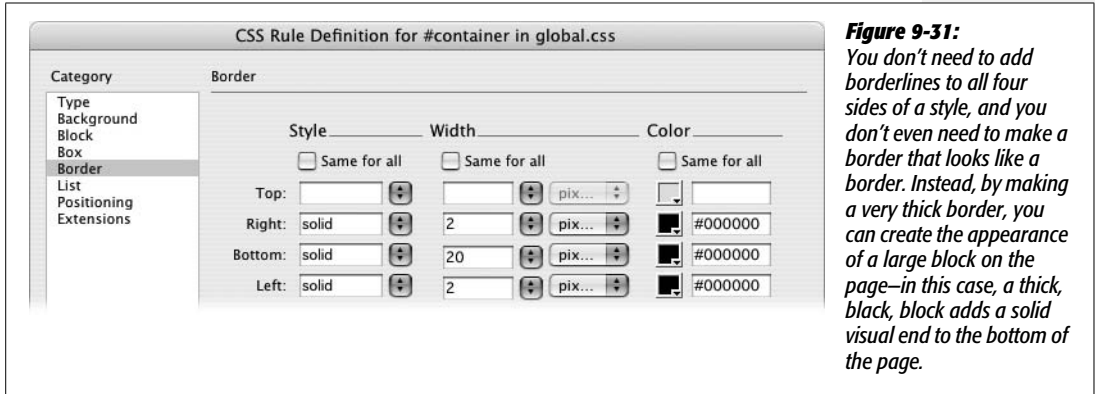 CSS Rule Definition for #container in global.css
Category
Border
Type
Background
Block
Box
Border
List
Positioning
Extensions
Style Width Color
Same for all Same for all Same for all
Top: pix...
Right: solid 2 pix... #000000
Bottom: solid 20 pix... #000000
Left: solid 2 pix... #000000
Figure 9-31:
You don't need to add
borderlines to all four
sides of a style, and you
don't even need to make a
border that looks like a
border. Instead, by making
a very thick border, you
can create the appearance
of a large block on the
page—in this case, a thick,
black, block adds a solid
visual end to the bottom of
the page.